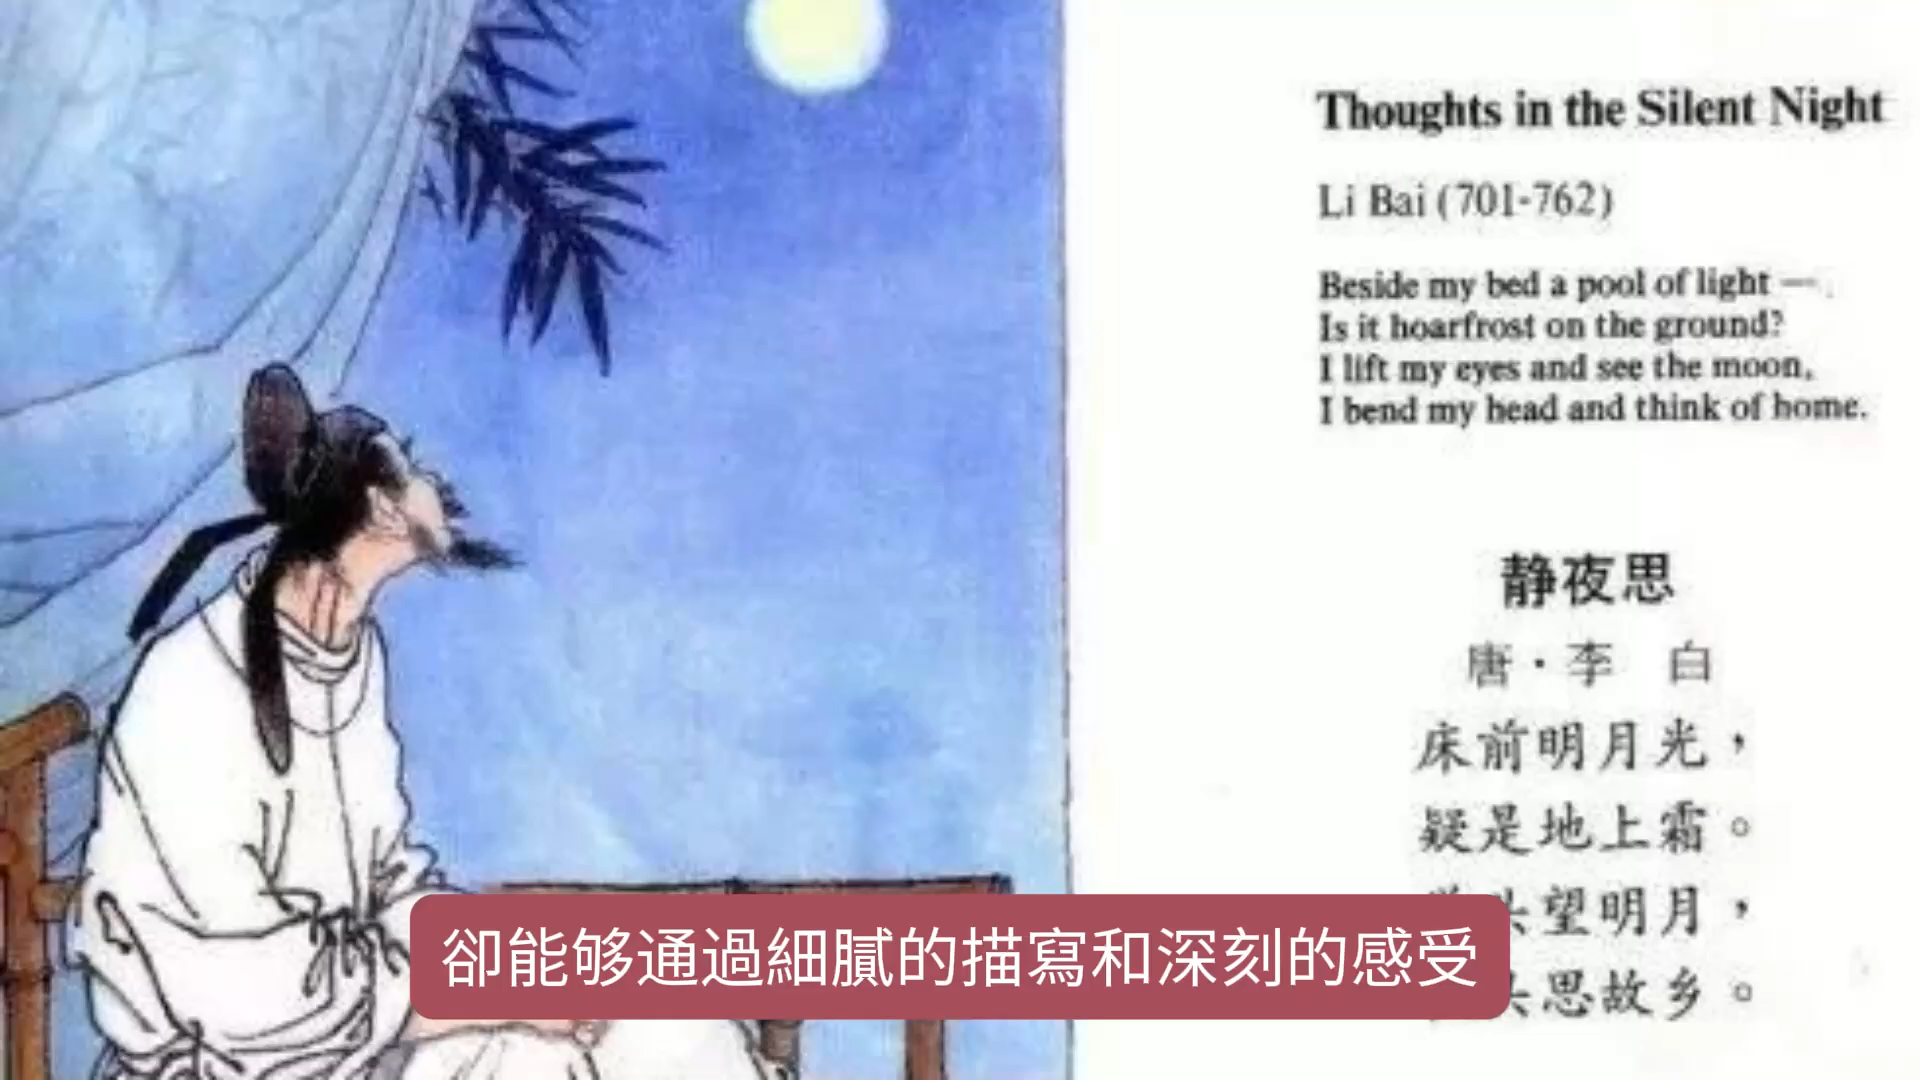 Thoughts in the Silent Night
Li Bai (701-762)
Beside my bed a pool of light —
Is it hoarfrost on the ground?
I lift my eyes and see the moon,
I bend my head and think of home.
静夜思
唐·李 白
床前明月光，
疑是地上霜。
头望明月，
头思故乡。
卻能够通過細膩的描寫和深刻的感受